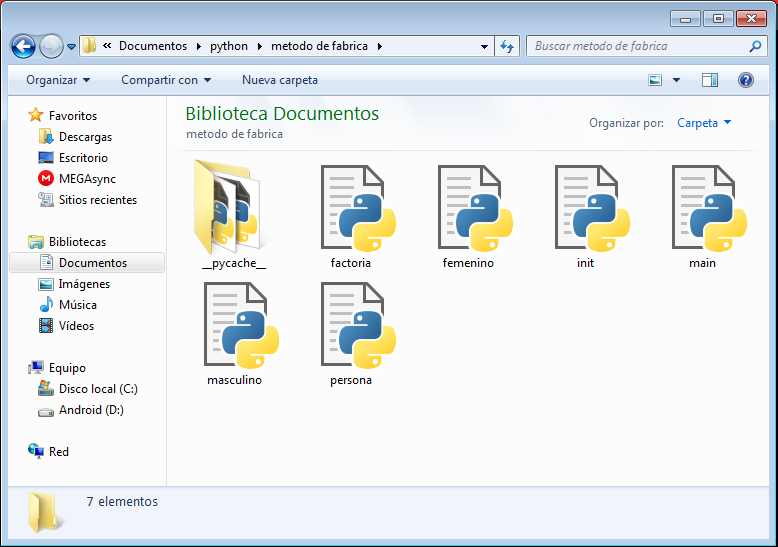 « Documentos ▸ python ▸ metodo de fabrica ▸
Buscar metodo de fabrica
Organizar Compartir con Nueva carpeta
Favoritos
Descargas
Escritorio
MEGAsync
Sitios recientes
Bibliotecas
Documentos
Imágenes
Música
Vídeos
Equipo
Disco local (C:)
Android (D:)
Red
Biblioteca Documentos
metodo de fabrica
Organizar por: Carpeta
__pycache__ factoria femenino init main
masculino persona
7 elementos